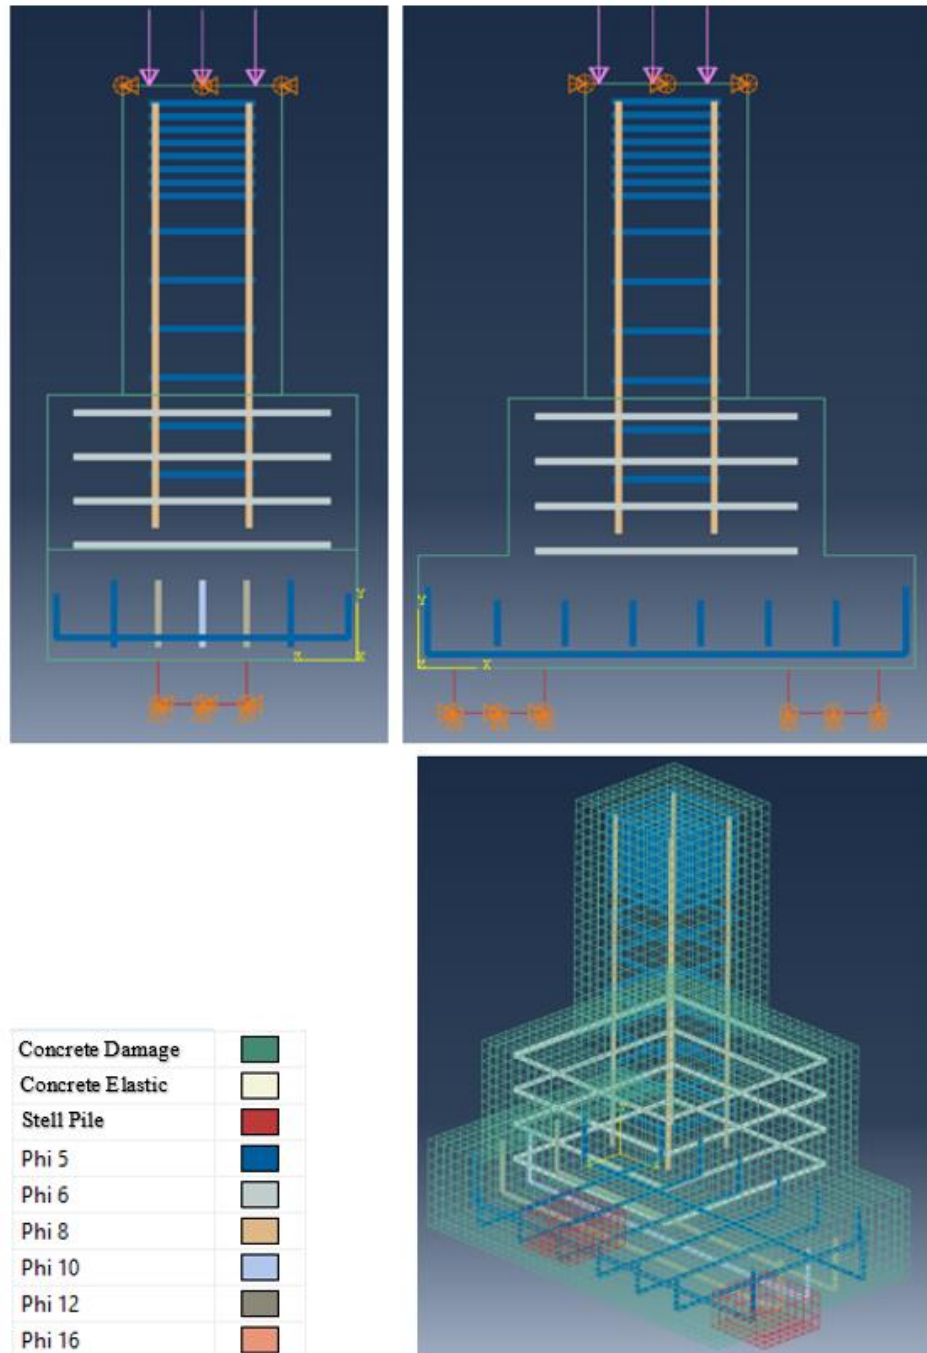 Y
Z
X
Y
Z
X
Concrete Damage
Concrete Elastic
Stell Pile
Phi 5
Phi 6
Phi 8
Phi 10
Phi 12
Phi 16